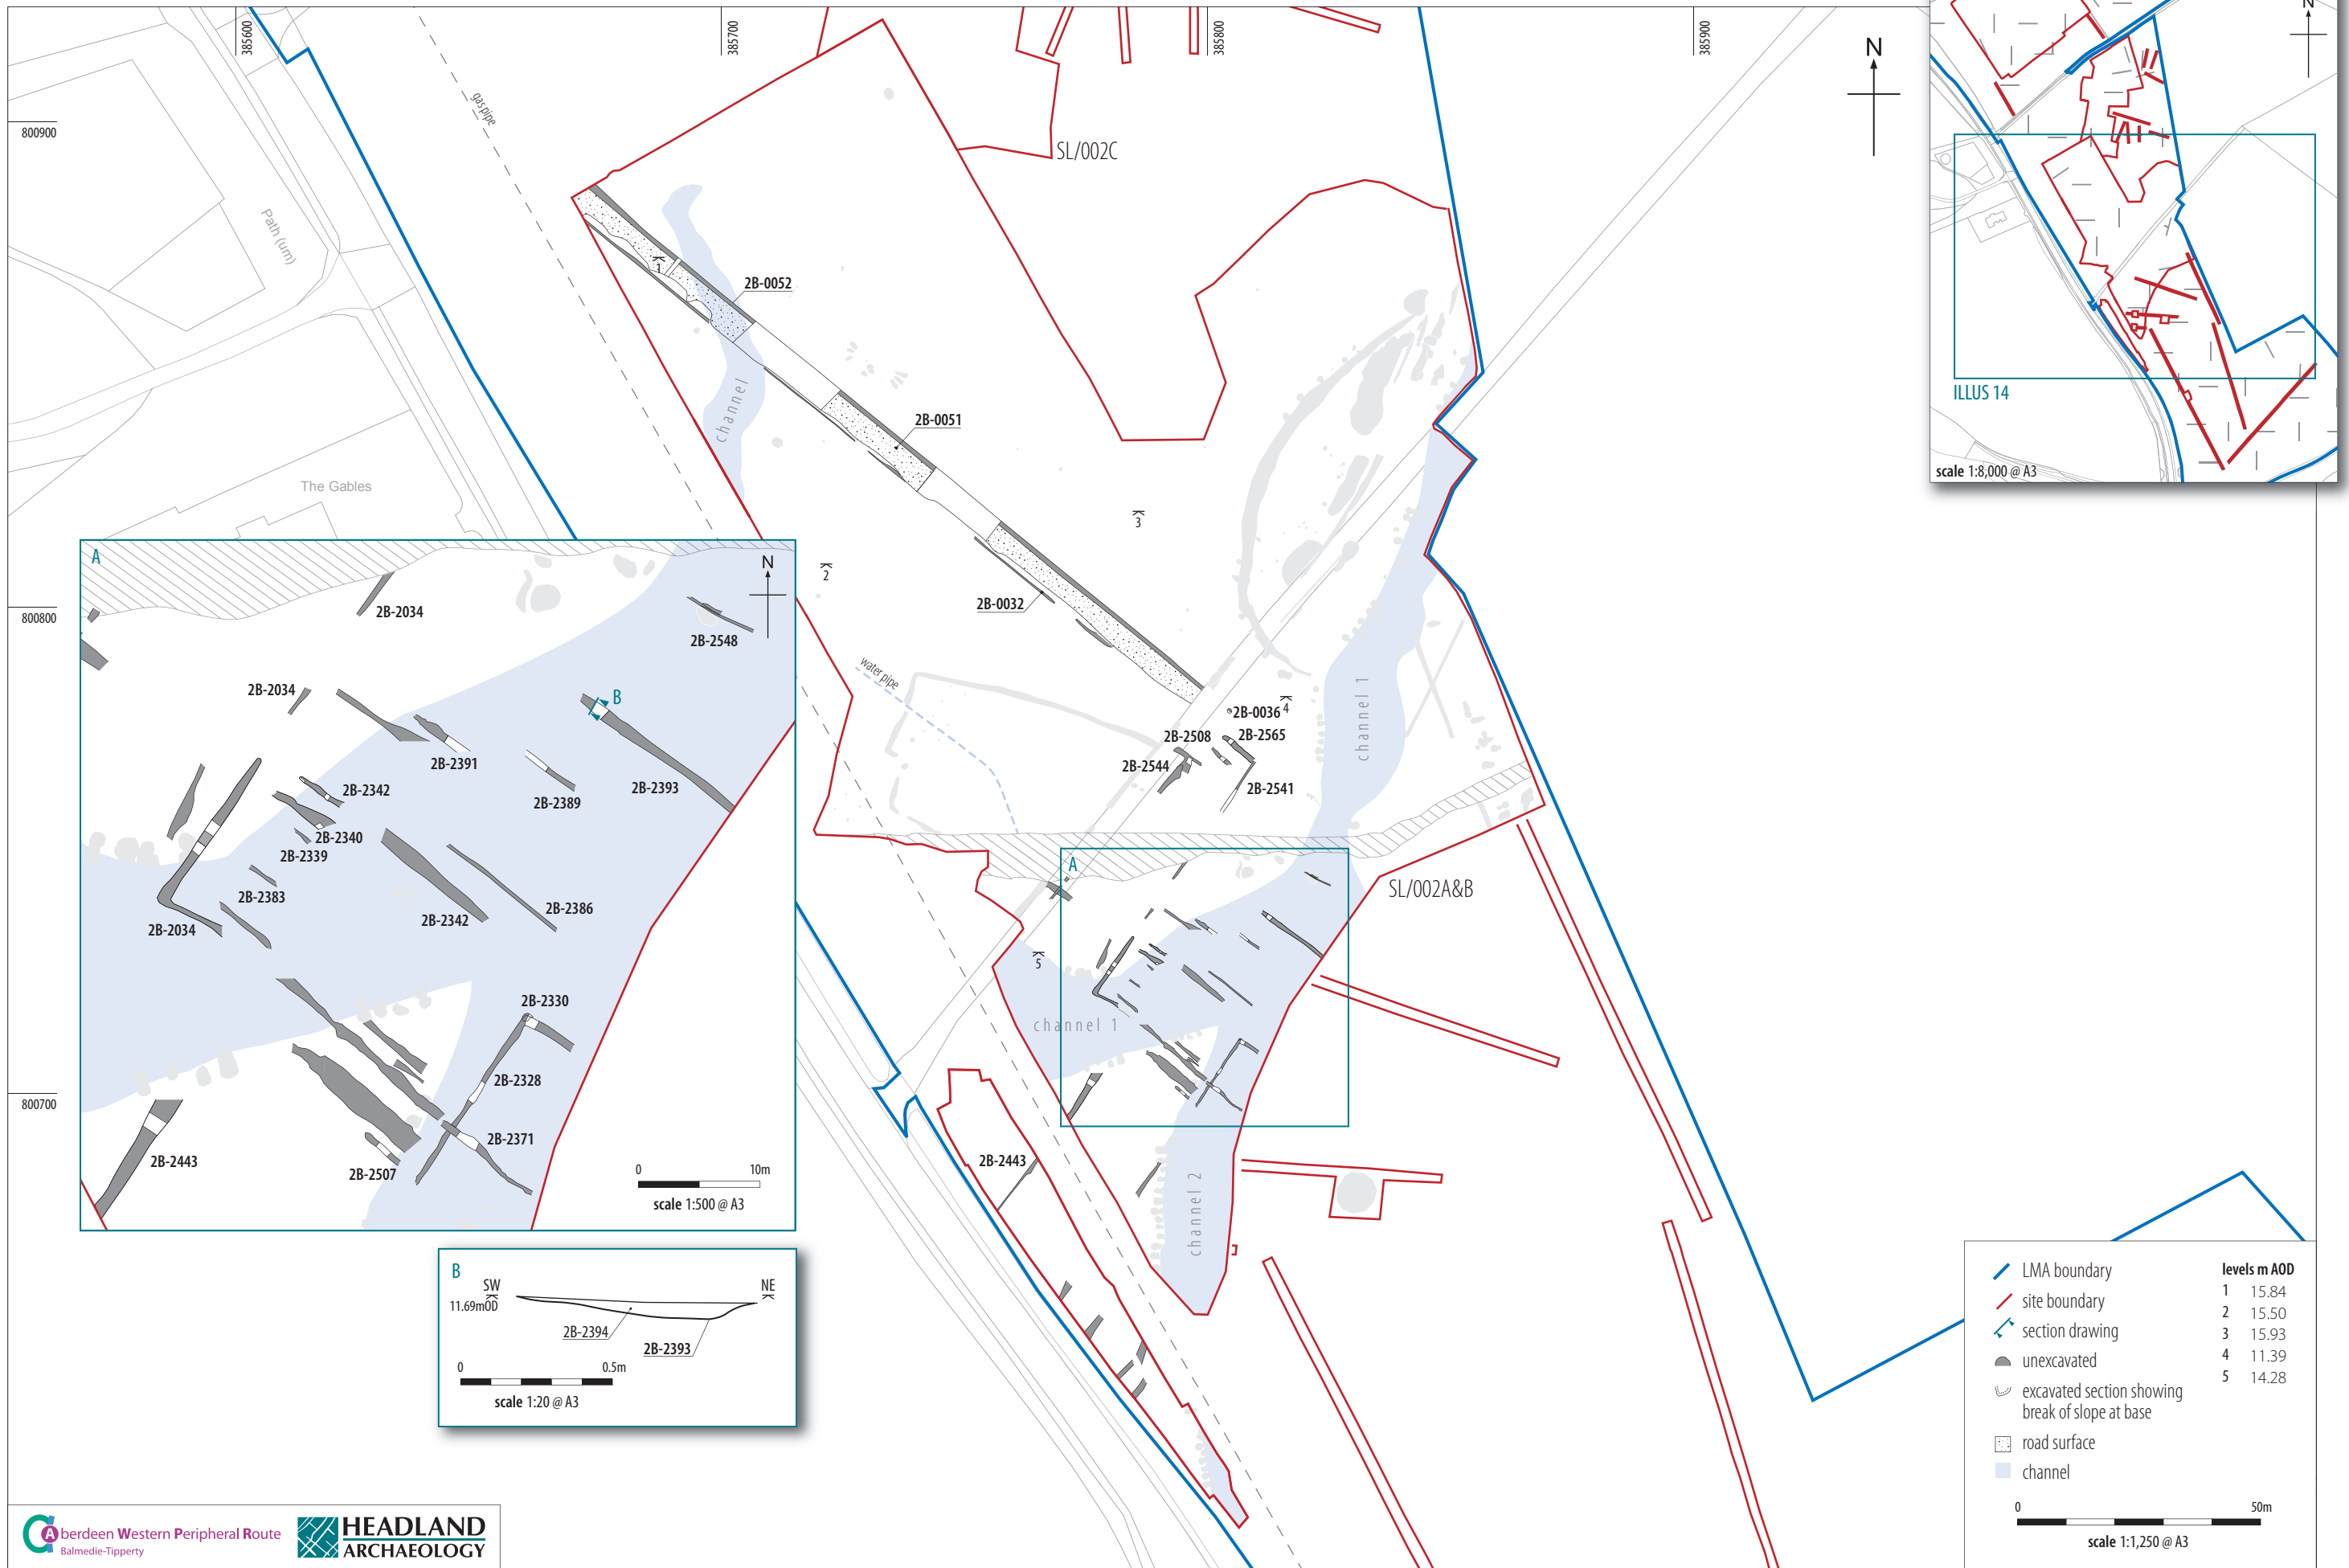 385600
385700
385800
385900
800900
800800
800700
N
gas pipe
Path (um)
The Gables
SL/002C
2B-0052
channel
2B-0051
2B-0032
1
2
3
water pipe
2B-0036
4
2B-2508
2B-2565
2B-2544
2B-2541
channel 1
A
SL/002A&B
5
channel 1
2B-2443
channel 2
N
ILLUS 14
scale 1:8,000 @ A3
A
N
2B-2034
2B-2548
2B-2034
B
2B-2391
2B-2342
2B-2389
2B-2393
2B-2340
2B-2339
2B-2383
2B-2034
2B-2342
2B-2386
2B-2330
2B-2328
2B-2371
2B-2443
2B-2507
0 10m
scale 1:500 @ A3
B
SW NE
11.69mOD
2B-2394
2B-2393
0 0.5m
scale 1:20 @ A3
LMA boundary
site boundary
section drawing
unexcavated
excavated section showing
break of slope at base
road surface
channel
levels m AOD
1 15.84
2 15.50
3 15.93
4 11.39
5 14.28
0 50m
scale 1:1,250 @ A3
Aberdeen Western Peripheral Route
Balmedie-Tipperty
HEADLAND
ARCHAEOLOGY